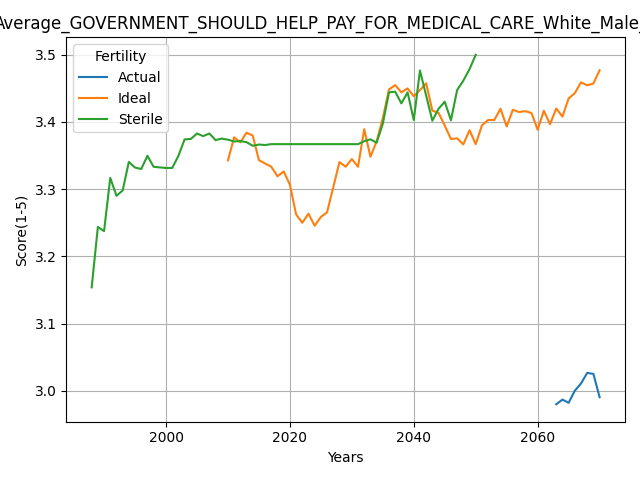 Average_GOVERNMENT_SHOULD_HELP_PAY_FOR_MEDICAL_CARE_White_Male_
3.5
Fertility
Actual
Ideal
Sterile
3.4
3.3
3.2
3.1
3.0
Score(1-5)
2000 2020 2040 2060
Years